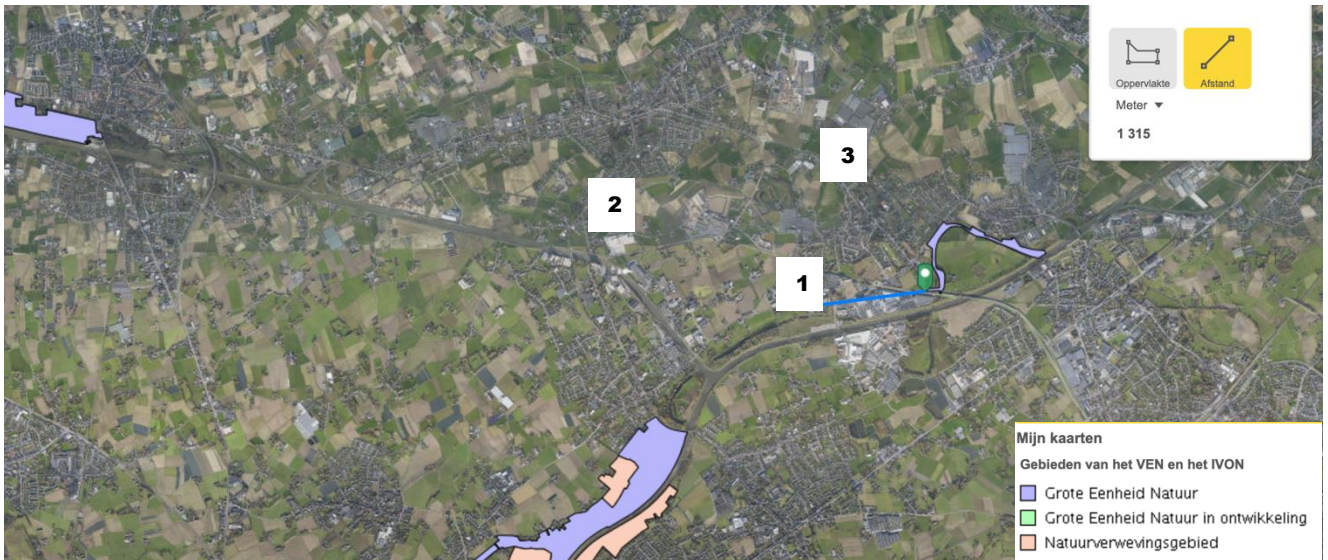 Oppervlakte
Afstand
Meter
1 315
3
2
1
Mijn kaarten
Gebieden van het VEN en het IVON
Grote Eenheid Natuur
Grote Eenheid Natuur in ontwikkeling
Natuurverwevingsgebied